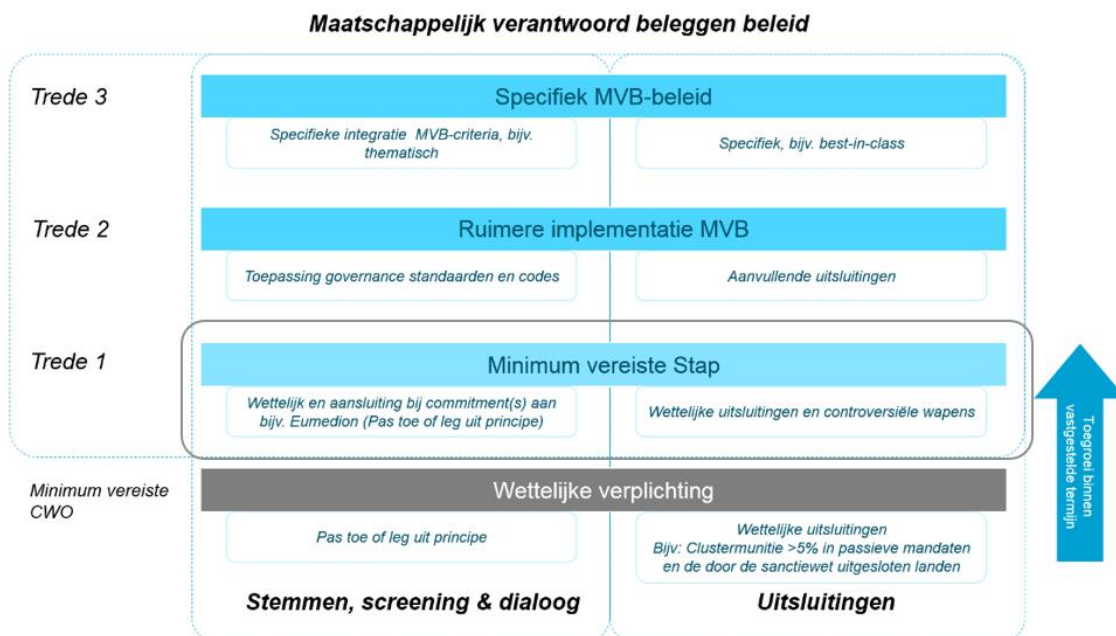 Maatschappelijk verantwoord beleggen beleid
Trede 3
Specifiek MVB-beleid
Specifieke integratie MVB-criteria, bijv.
thematisch
Specifiek, bijv. best-in-class
Trede 2
Ruimere implementatie MVB
Toepassing governance standaarden en codes
Aanvullende uitsluitingen
Trede 1
Minimum vereiste Stap
Wettelijk en aansluiting bij commitment(s) aan
bijv. Eumedion (Pas toe of leg uit principe)
Wettelijke uitsluitingen en controversiële wapens
Toegroei binnen
vastgestelde termijn
Minimum vereiste
CWO
Wettelijke verplichting
Pas toe of leg uit principe
Wettelijke uitsluitingen
Bijv: Clustermunitie >5% in passieve mandaten
en de door de sanctiewet uitgesloten landen
Stemmen, screening & dialoog
Uitsluitingen